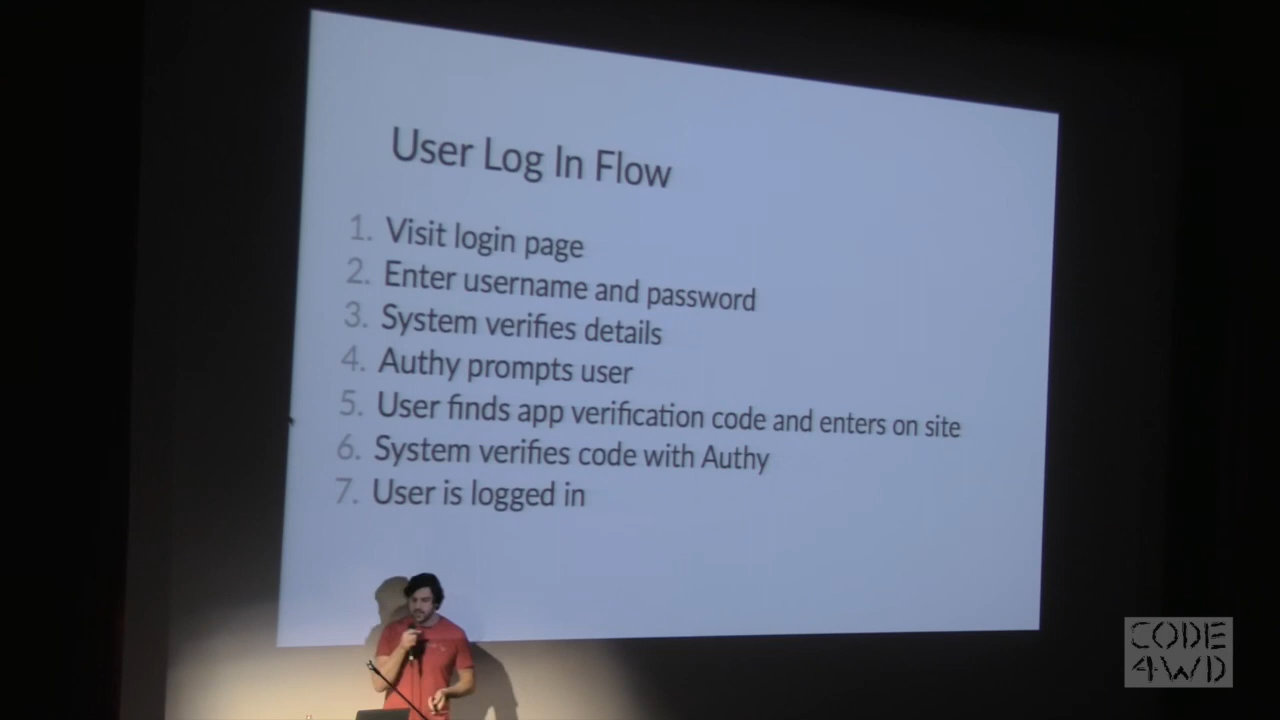 User Log In Flow
1. Visit login page
2. Enter username and password
3. System verifies details
4. Authy prompts user
5. User finds app verification code and enters on site
6. System verifies code with Authy
7. User is logged in
CODE
4WD